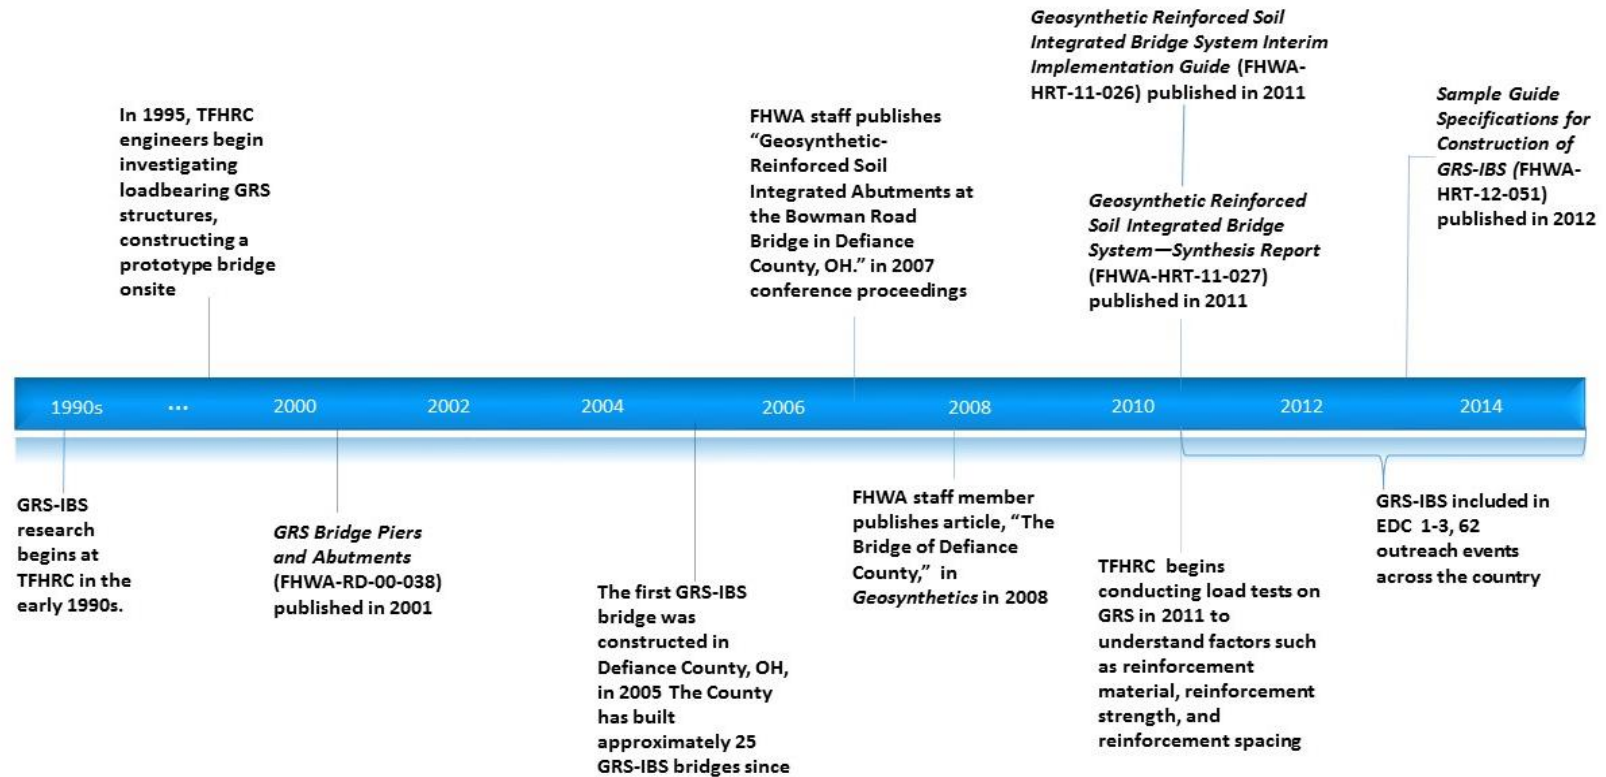 In 1995, TFHRC
engineers begin
investigating
loadbearing GRS
structures,
constructing a
prototype bridge
onsite
FHWA staff publishes
“Geosynthetic-
Reinforced Soil
Integrated Abutments at
the Bowman Road
Bridge in Defiance
County, OH.” in 2007
conference proceedings
Geosynthetic Reinforced Soil
Integrated Bridge System Interim
Implementation Guide (FHWA-
HRT-11-026) published in 2011
Geosynthetic Reinforced
Soil Integrated Bridge
System—Synthesis Report
(FHWA-HRT-11-027)
published in 2011
Sample Guide
Specifications for
Construction of
GRS-IBS (FHWA-
HRT-12-051)
published in 2012
1990s ... 2000 2002 2004 2006 2008 2010 2012 2014
GRS-IBS
research
begins at
TFHRC in the
early 1990s.
GRS Bridge Piers
and Abutments
(FHWA-RD-00-038)
published in 2001
The first GRS-IBS
bridge was
constructed in
Defiance County, OH,
in 2005 The County
has built
approximately 25
GRS-IBS bridges since
FHWA staff member
publishes article, “The
Bridge of Defiance
County,” in
Geosynthetics in 2008
TFHRC begins
conducting load tests on
GRS in 2011 to
understand factors such
as reinforcement
material, reinforcement
strength, and
reinforcement spacing
GRS-IBS included in
EDC 1-3, 62
outreach events
across the country